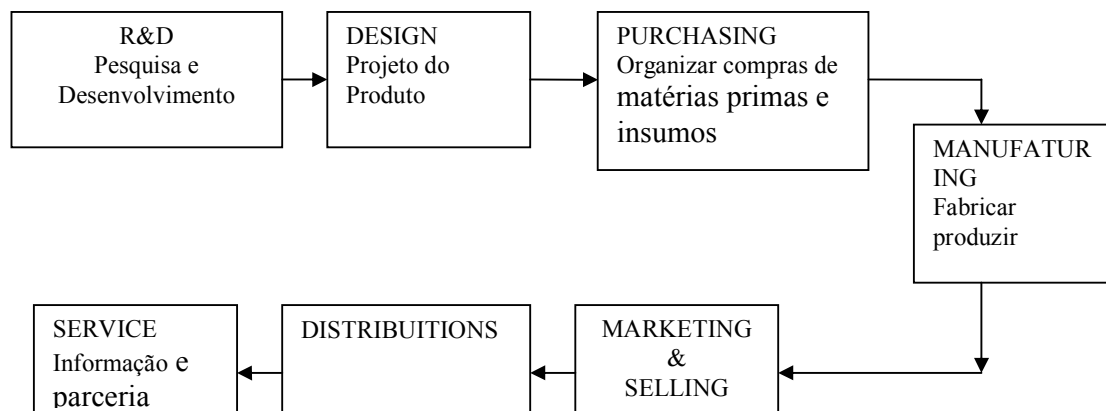 R&D
Pesquisa e
Desenvolvimento
DESIGN
Projeto do
Produto
PURCHASING
Organizar compras de
matérias primas e
insumos
MANUFATUR
ING
Fabricar
produzir
MARKETING
&
SELLING
DISTRIBUITIONS
SERVICE
Informação e
parceria